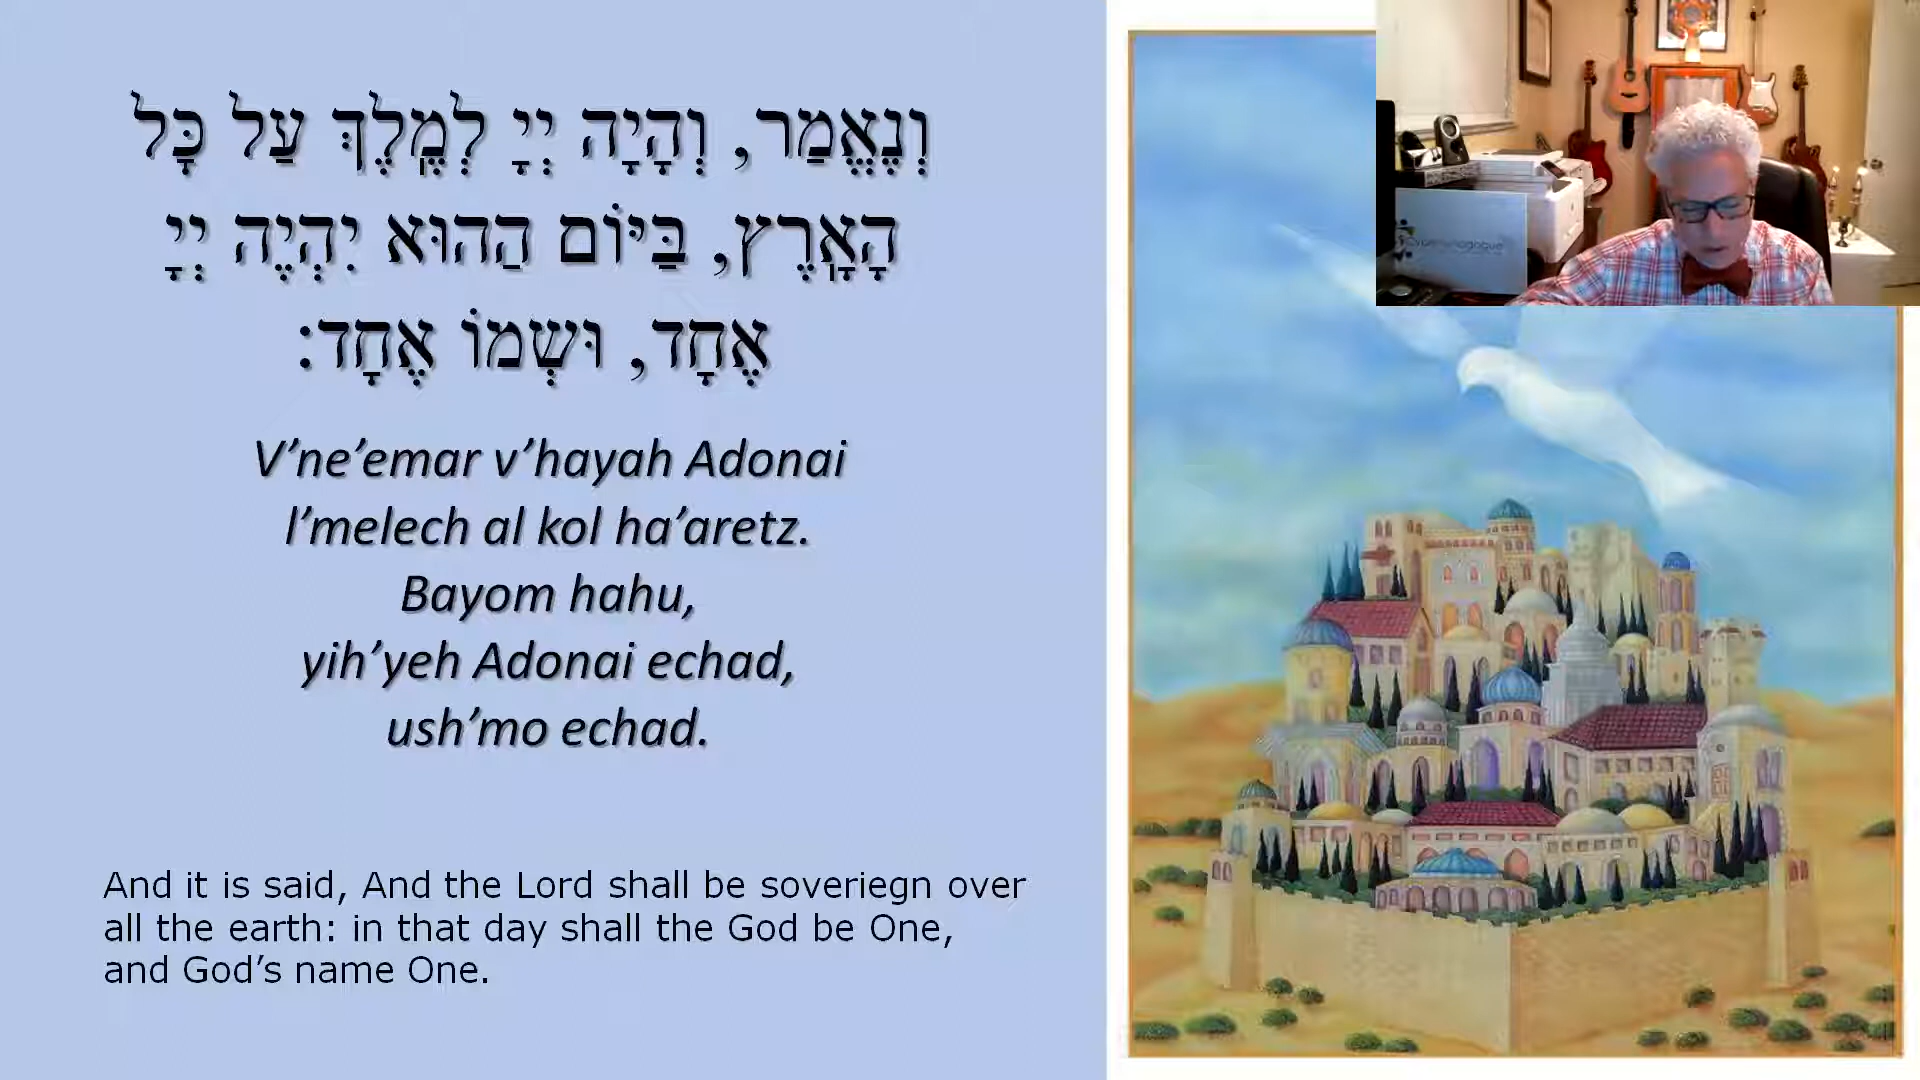 וְנֶאֱמַר, וְהָיָה יְיָ לְמֶֽלֶךְ עַל כָּל
הָאָֽרֶץ, בַּיּוֹם הַהוּא יִהְיֶה יְיָ
אֶחָד, וּשְׁמוֹ אֶחָד:
V’ne’emar v’hayah Adonai
l’melech al kol ha’aretz.
Bayom hahu,
yih’yeh Adonai echad,
ush’mo echad.
And it is said, And the Lord shall be soveriegn over
all the earth: in that day shall the God be One,
and God’s name One.